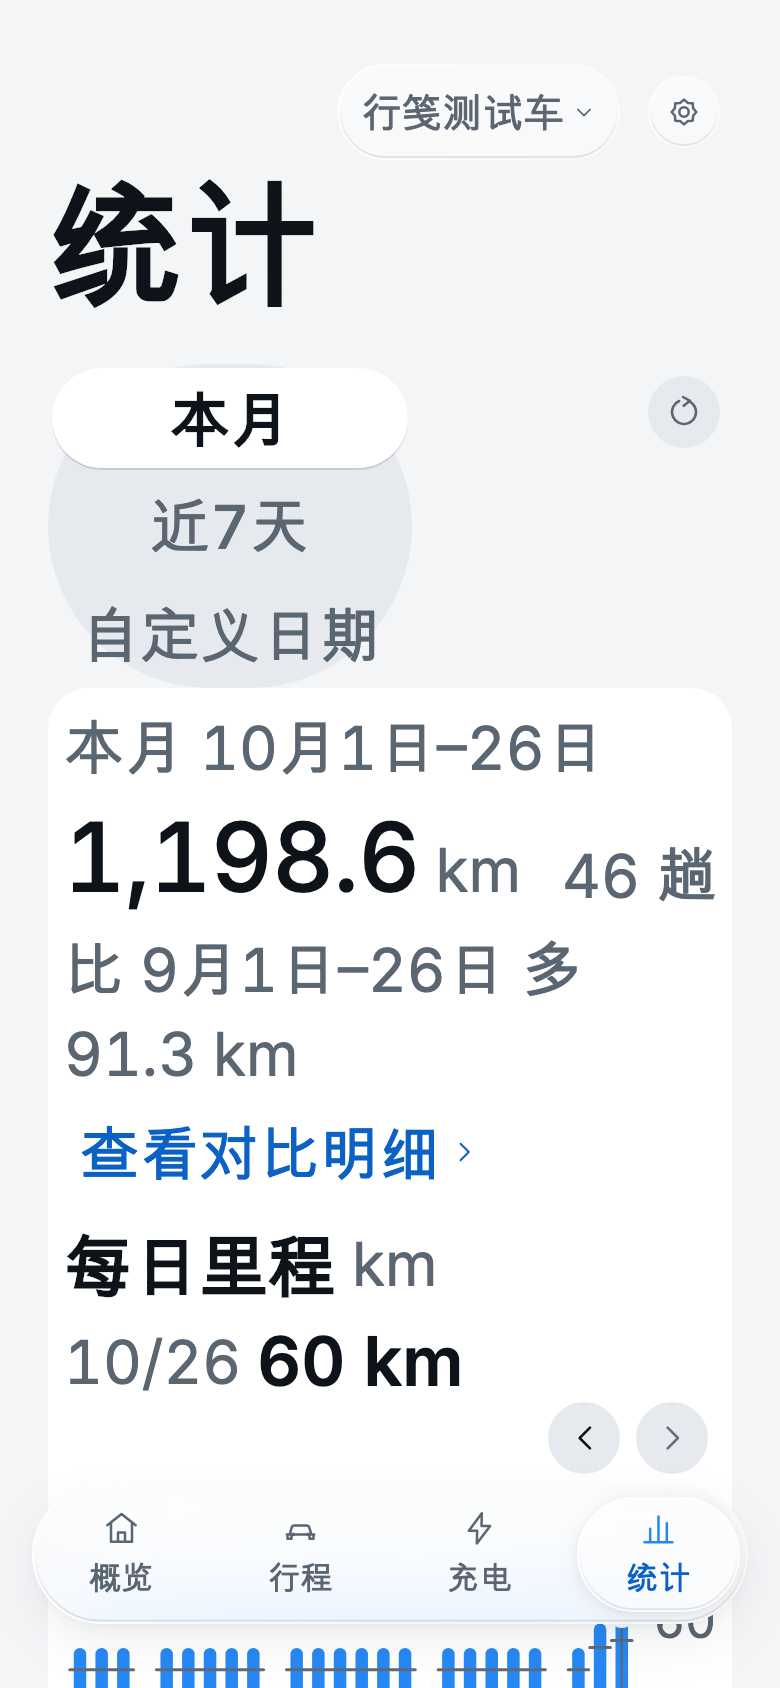 行笺测试车
统计
本月
近7天
自定义日期
本月 10月1日–26日
1,198.6 km 46 趟
比 9月1日–26日 多
91.3 km
查看对比明细
每日里程 km
10/26 60 km
概览 行程 充电 统计